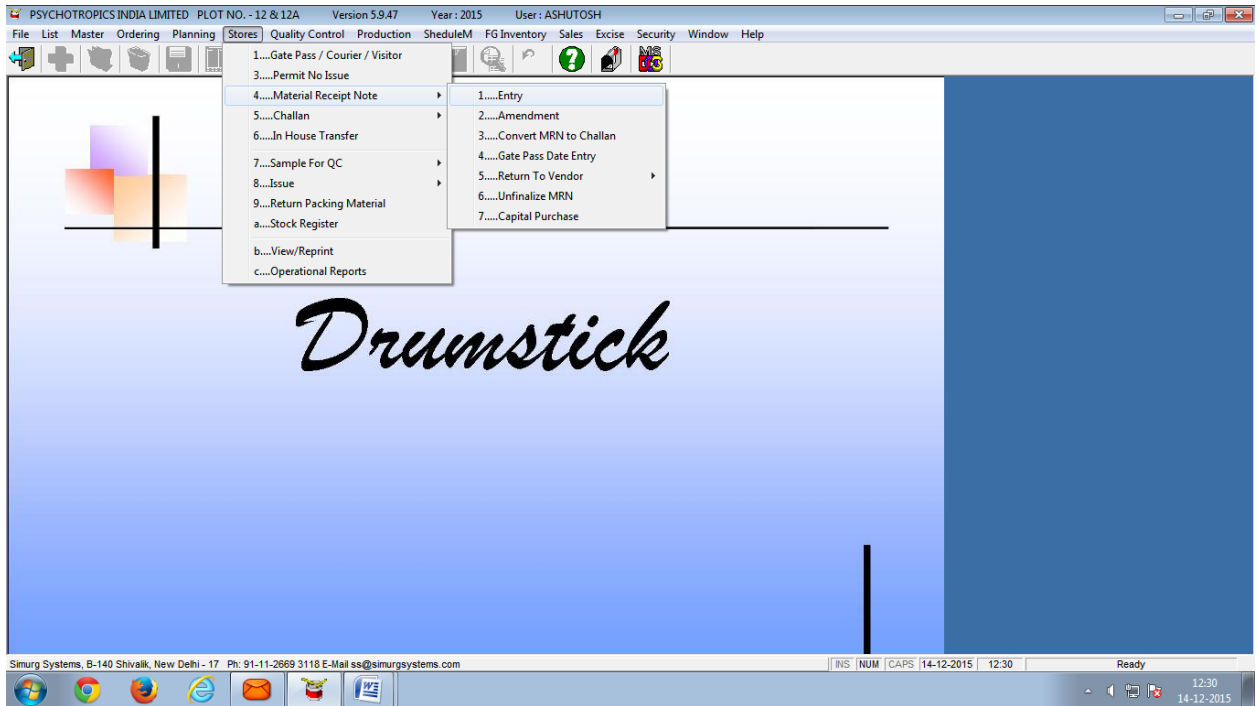 PSYCHOTROPICS INDIA LIMITED PLOT NO. - 12 & 12A Version 5.9.47 Year : 2015 User : ASHUTOSH
File List Master Ordering Planning Stores Quality Control Production SheduleM FG Inventory Sales Excise Security Window Help
1....Gate Pass / Courier / Visitor
3.....Permit No Issue
4.....Material Receipt Note
5.....Challan
6.....In House Transfer
7....Sample For QC
8....Issue
9....Return Packing Material
a....Stock Register
b....View/Reprint
c....Operational Reports
1.....Entry
2.....Amendment
3.....Convert MRN to Challan
4....Gate Pass Date Entry
5.....Return To Vendor
6.....Unfinalize MRN
7.....Capital Purchase
Drumstick
Simurg Systems, B-140 Shivalik, New Delhi - 17 Ph: 91-11-2669 3118 E-Mail ss@simurgsystems.com INS NUM CAPS 14-12-2015 12:30 Ready
12:30
14-12-2015